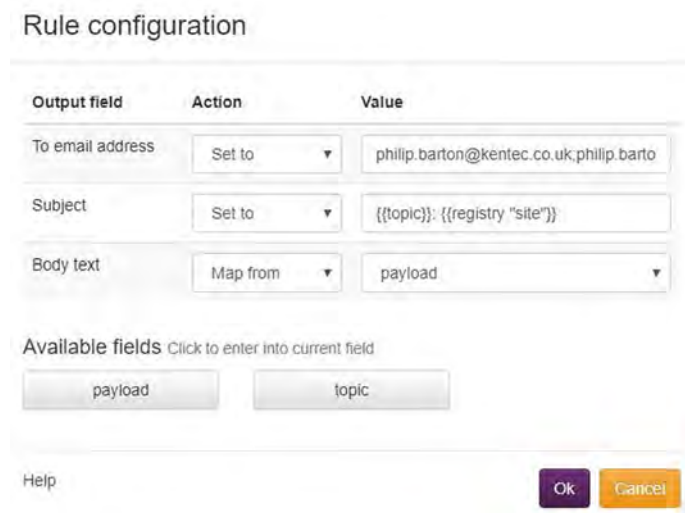 Rule configuration
Output field Action Value
To email address Set to philip.barton@kentec.co.uk;philip.barto
Subject Set to {{topic}}: {{registry "site"}}
Body text Map from payload
Available fields Click to enter into current field
payload topic
Help Ok Cancel